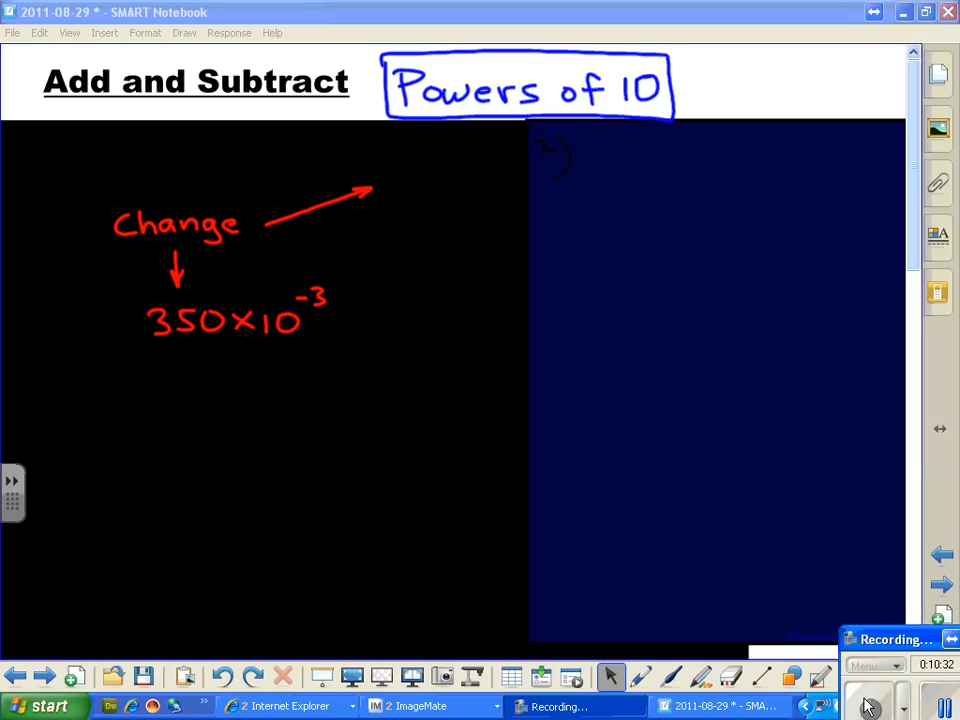 2011-08-29 * - SMART Notebook
File Edit View Insert Format Draw Response Help
Add and Subtract Powers of 10
2)
Change
350×10⁻³
Recording...
Menu 0:10:32
start 2 Internet Explorer 2 ImageMate Recording... 2011-08-29 * - SMA...